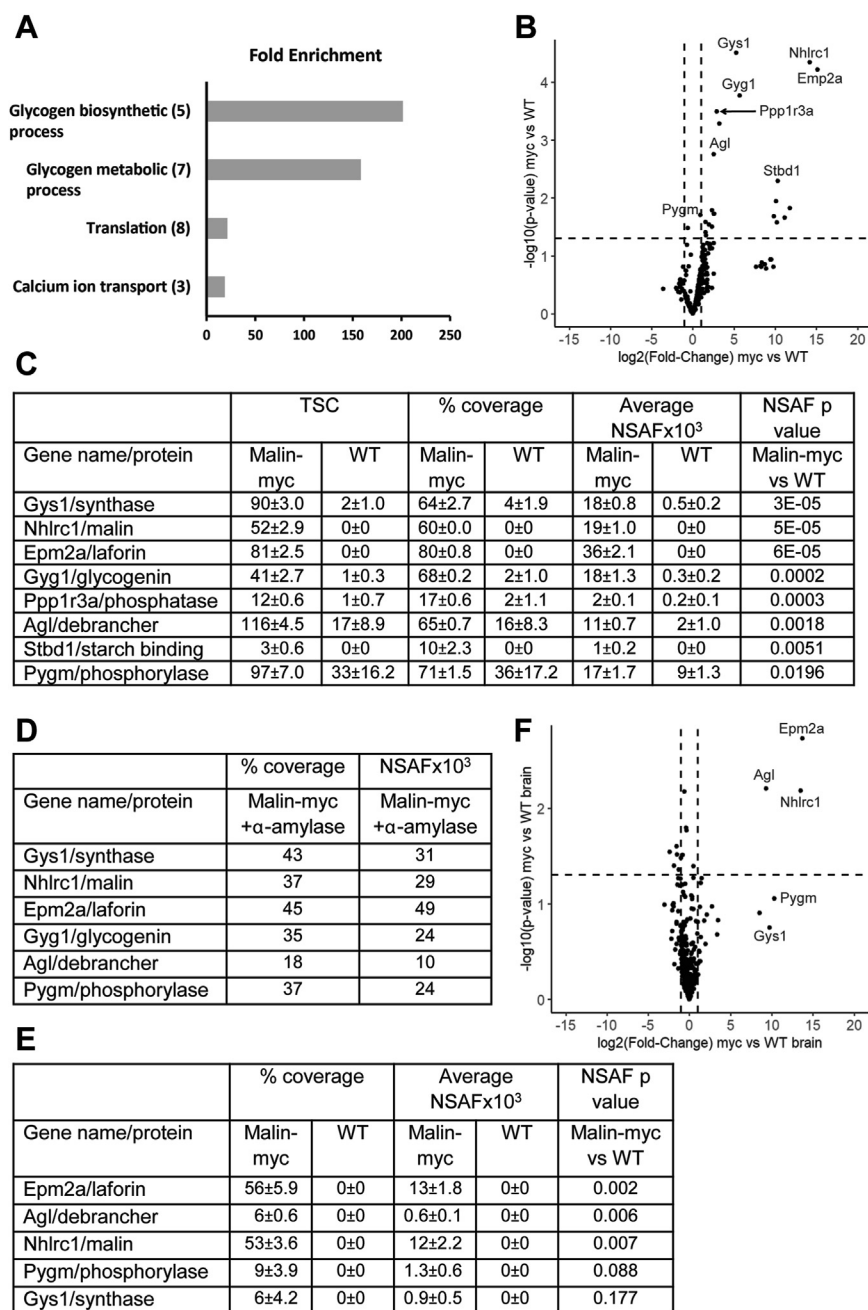 A
Fold Enrichment
Glycogen biosynthetic (5)
process
Glycogen metabolic (7)
process
Translation (8)
Calcium ion transport (3)
0 50 100 150 200 250
B
-log10(p-value) myc vs WT
4
3
2
1
0
Gys1
Nhlrc1
Emp2a
Gyg1
Ppp1r3a
Agl
Stbd1
Pygm
-15 -10 -5 0 5 10 15 20
log2(Fold-Change) myc vs WT
C
TSC % coverage Average NSAF p
NSAFx10³ value
Gene name/protein Malin- WT Malin- WT Malin- WT Malin-myc
myc myc myc vs WT
Gys1/synthase 90±3.0 2±1.0 64±2.7 4±1.9 18±0.8 0.5±0.2 3E-05
Nhlrc1/malin 52±2.9 0±0 60±0.0 0±0 19±1.0 0±0 5E-05
Epm2a/laforin 81±2.5 0±0 80±0.8 0±0 36±2.1 0±0 6E-05
Gyg1/glycogenin 41±2.7 1±0.3 68±0.2 2±1.0 18±1.3 0.3±0.2 0.0002
Ppp1r3a/phosphatase 12±0.6 1±0.7 17±0.6 2±1.1 2±0.1 0.2±0.1 0.0003
Agl/debrancher 116±4.5 17±8.9 65±0.7 16±8.3 11±0.7 2±1.0 0.0018
Stbd1/starch binding 3±0.6 0±0 10±2.3 0±0 1±0.2 0±0 0.0051
Pygm/phosphorylase 97±7.0 33±16.2 71±1.5 36±17.2 17±1.7 9±1.3 0.0196
D
% coverage NSAFx10³
Gene name/protein Malin-myc Malin-myc
+α-amylase +α-amylase
Gys1/synthase 43 31
Nhlrc1/malin 37 29
Epm2a/laforin 45 49
Gyg1/glycogenin 35 24
Agl/debrancher 18 10
Pygm/phosphorylase 37 24
F
-log10(p-value) myc vs WT brain
2
1
0
Epm2a
Agl
Nhlrc1
Pygm
Gys1
-15 -10 -5 0 5 10 15 20
log2(Fold-Change) myc vs WT brain
E
% coverage Average NSAF p
NSAFx10³ value
Gene name/protein Malin- WT Malin- WT Malin-myc
myc myc vs WT
Epm2a/laforin 56±5.9 0±0 13±1.8 0±0 0.002
Agl/debrancher 6±0.6 0±0 0.6±0.1 0±0 0.006
Nhlrc1/malin 53±3.6 0±0 12±2.2 0±0 0.007
Pygm/phosphorylase 9±3.9 0±0 1.3±0.6 0±0 0.088
Gys1/synthase 6±4.2 0±0 0.9±0.5 0±0 0.177